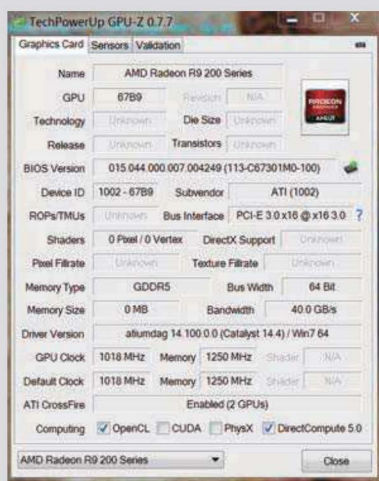 TechPowerUp GPU-Z 0.7.7
Graphics Card Sensors Validation
Name AMD Radeon R9 200 Series
GPU 67B9 Revision N/A
RADEON
GRAPHICS
AMD
Technology Unknown Die Size Unknown
Release Unknown Transistors Unknown
BIOS Version 015.044.000.007.004249 (113-C67301M0-100)
Device ID 1002 - 67B9 Subvendor ATI (1002)
ROPs/TMUs Unknown Bus Interface PCI-E 3.0 x16 @ x16 3.0 ?
Shaders 0 Pixel / 0 Vertex DirectX Support Unknown
Pixel Fillrate Unknown Texture Fillrate Unknown
Memory Type GDDR5 Bus Width 64 Bit
Memory Size 0 MB Bandwidth 40.0 GB/s
Driver Version atiumdag 14.100.0.0 (Catalyst 14.4) / Win7 64
GPU Clock 1018 MHz Memory 1250 MHz Shader N/A
Default Clock 1018 MHz Memory 1250 MHz Shader N/A
ATI CrossFire Enabled (2 GPUs)
Computing OpenCL CUDA PhysX DirectCompute 5.0
AMD Radeon R9 200 Series Close